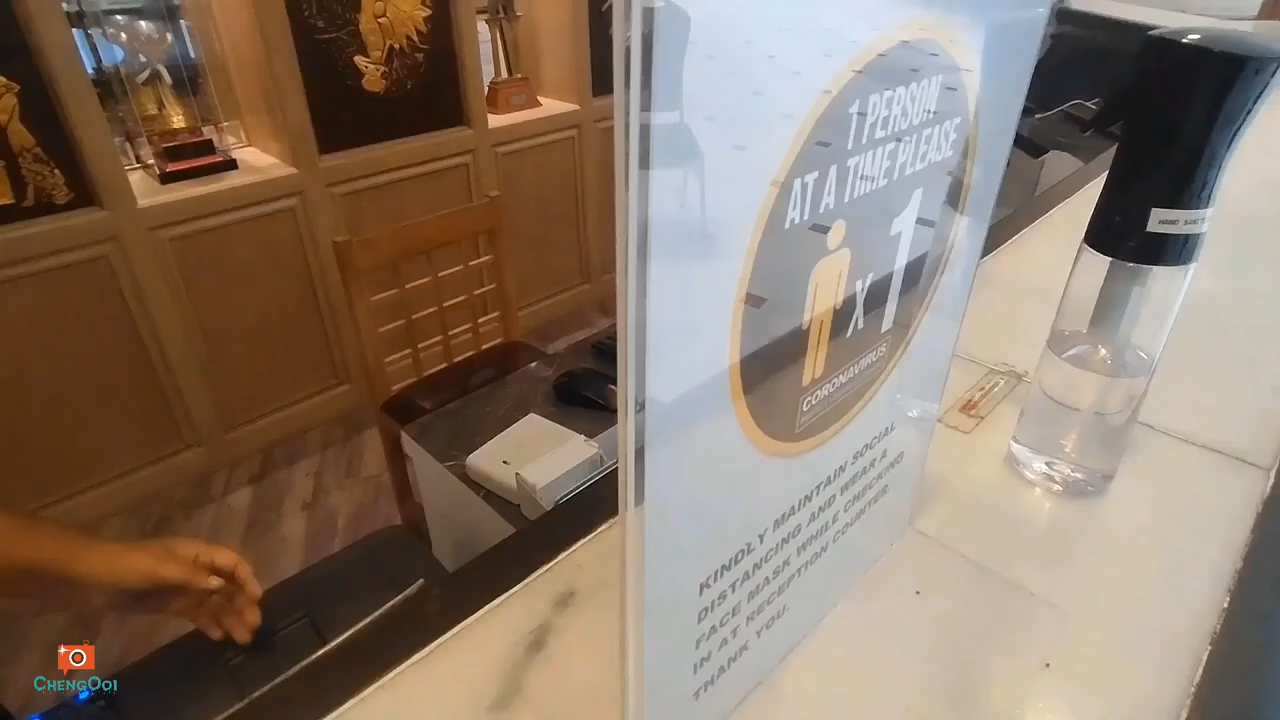 1 PERSON
AT A TIME PLEASE
X 1
CORONAVIRUS
KINDLY MAINTAIN SOCIAL
DISTANCING AND WEAR A
FACE MASK WHILE CHECKING
IN AT RECEPTION COUNTER.
THANK YOU.
HAND
CHENGOOI